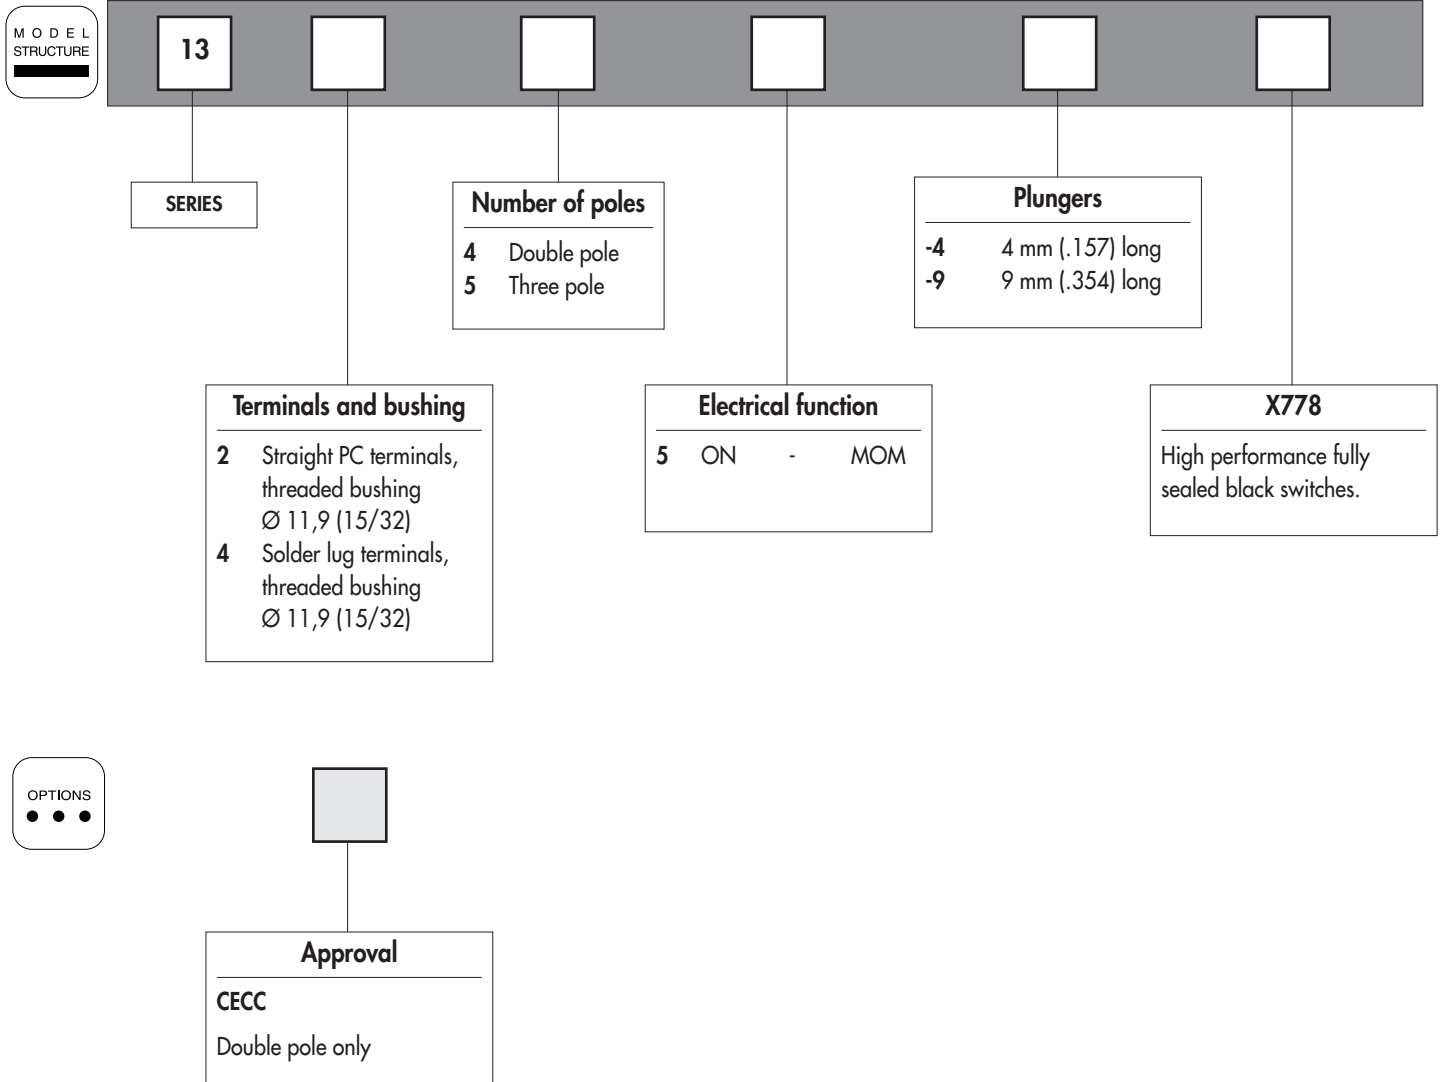 MODEL
STRUCTURE
13
SERIES
Number of poles
4 Double pole
5 Three pole
Plungers
-4 4 mm (.157) long
-9 9 mm (.354) long
Terminals and bushing
2 Straight PC terminals,
threaded bushing
Ø 11,9 (15/32)
4 Solder lug terminals,
threaded bushing
Ø 11,9 (15/32)
Electrical function
5 ON - MOM
X778
High performance fully
sealed black switches.
OPTIONS
Approval
CECC
Double pole only